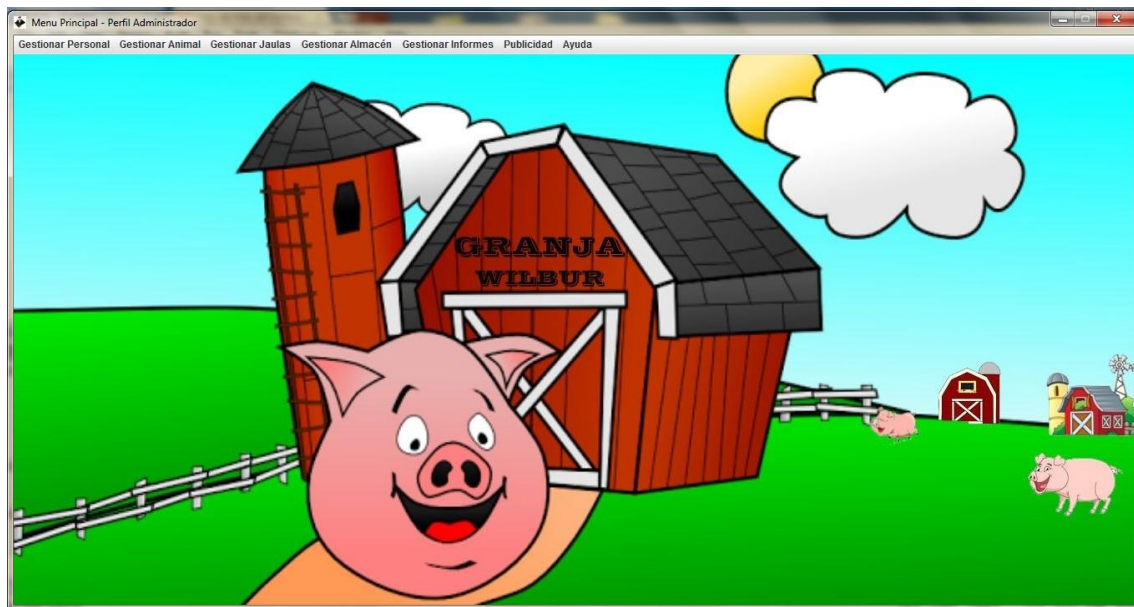 Menu Principal - Perfil Administrador
Gestionar Personal Gestionar Animal Gestionar Jaulas Gestionar Almacén Gestionar Informes Publicidad Ayuda
GRANJA
WILBUR